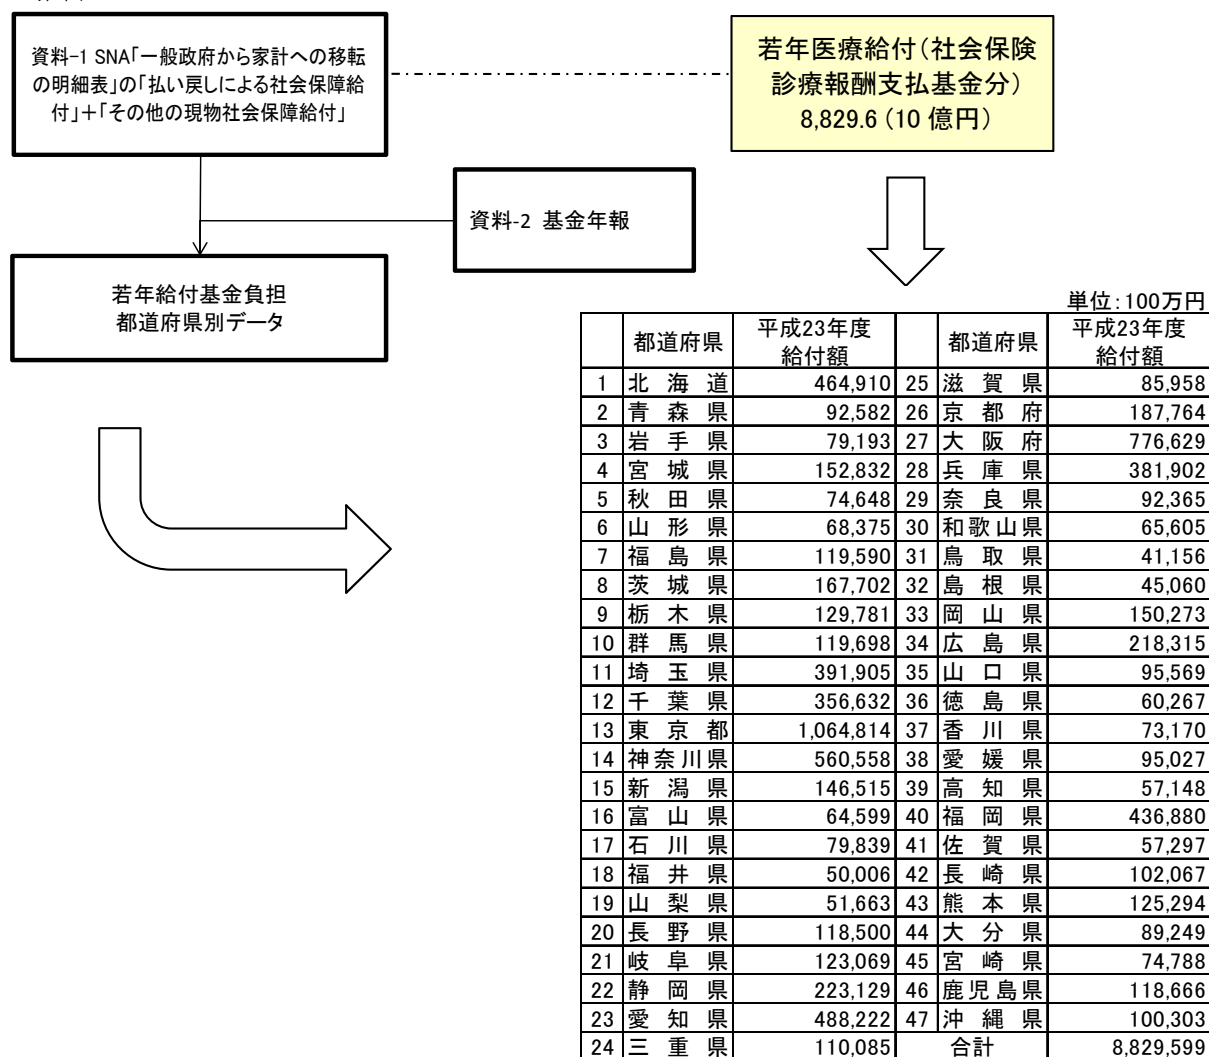 資料-1 SNA「一般政府から家計への移転
の明細表」の「払い戻しによる社会保障給
付」+「その他の現物社会保障給付」
若年医療給付(社会保険
診療報酬支払基金分)
8,829.6(10 億円)
資料-2 基金年報
若年給付基金負担
都道府県別データ
単位:100万円
都道府県 平成23年度 都道府県 平成23年度
給付額 給付額
1 北海道 464,910 25 滋賀県 85,958
2 青森県 92,582 26 京都府 187,764
3 岩手県 79,193 27 大阪府 776,629
4 宮城県 152,832 28 兵庫県 381,902
5 秋田県 74,648 29 奈良県 92,365
6 山形県 68,375 30 和歌山県 65,605
7 福島県 119,590 31 鳥取県 41,156
8 茨城県 167,702 32 島根県 45,060
9 栃木県 129,781 33 岡山県 150,273
10 群馬県 119,698 34 広島県 218,315
11 埼玉県 391,905 35 山口県 95,569
12 千葉県 356,632 36 徳島県 60,267
13 東京都 1,064,814 37 香川県 73,170
14 神奈川県 560,558 38 愛媛県 95,027
15 新潟県 146,515 39 高知県 57,148
16 富山県 64,599 40 福岡県 436,880
17 石川県 79,839 41 佐賀県 57,297
18 福井県 50,006 42 長崎県 102,067
19 山梨県 51,663 43 熊本県 125,294
20 長野県 118,500 44 大分県 89,249
21 岐阜県 123,069 45 宮崎県 74,788
22 静岡県 223,129 46 鹿児島県 118,666
23 愛知県 488,222 47 沖縄県 100,303
24 三重県 110,085 合計 8,829,599